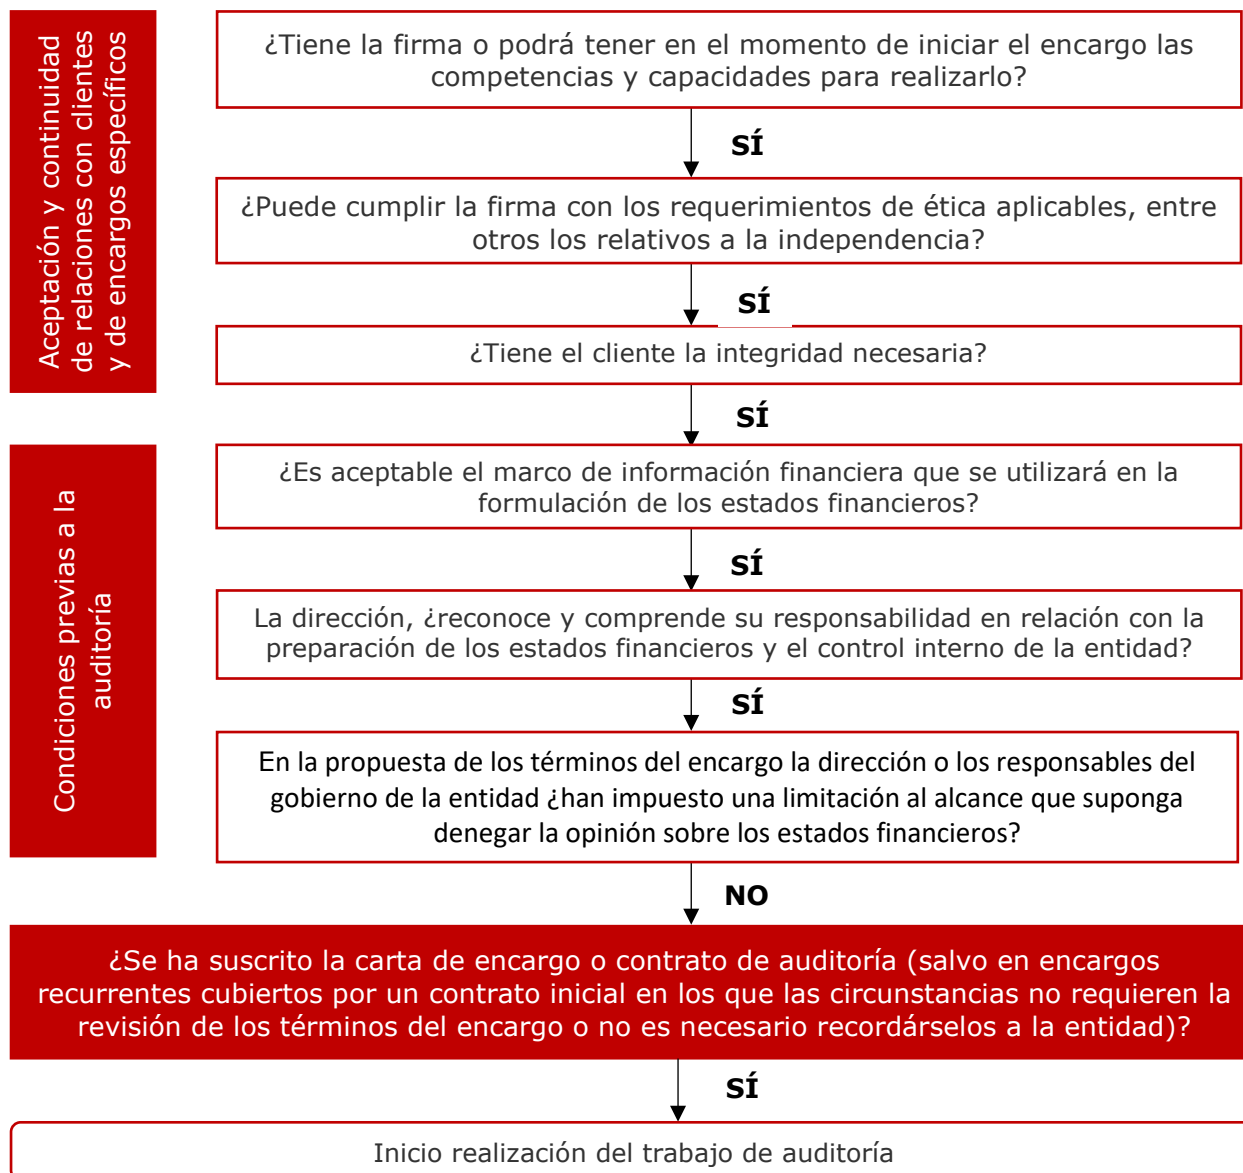 Aceptación y continuidad
de relaciones con clientes
y de encargos específicos
¿Tiene la firma o podrá tener en el momento de iniciar el encargo las
competencias y capacidades para realizarlo?
SÍ
¿Puede cumplir la firma con los requerimientos de ética aplicables, entre
otros los relativos a la independencia?
SÍ
¿Tiene el cliente la integridad necesaria?
SÍ
Condiciones previas a la
auditoría
¿Es aceptable el marco de información financiera que se utilizará en la
formulación de los estados financieros?
SÍ
La dirección, ¿reconoce y comprende su responsabilidad en relación con la
preparación de los estados financieros y el control interno de la entidad?
SÍ
En la propuesta de los términos del encargo la dirección o los responsables del
gobierno de la entidad ¿han impuesto una limitación al alcance que suponga
denegar la opinión sobre los estados financieros?
NO
¿Se ha suscrito la carta de encargo o contrato de auditoría (salvo en encargos
recurrentes cubiertos por un contrato inicial en los que las circunstancias no requieren la
revisión de los términos del encargo o no es necesario recordárselos a la entidad)?
SÍ
Inicio realización del trabajo de auditoría